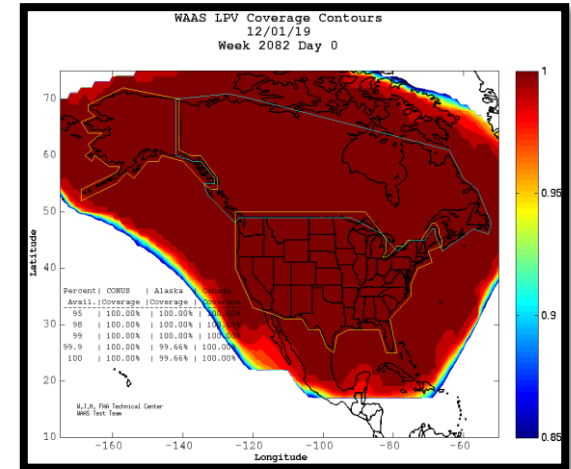 WAAS LPV Coverage Contours
12/01/19
Week 2082 Day 0
Latitude
70
60
50
40
30
20
10
Percent| CONUS | Alaska | Canada
Avail.|Coverage |Coverage | Coverage
95 | 100.00% | 100.00% | 100.00%
98 | 100.00% | 100.00% | 100.00%
99 | 100.00% | 100.00% | 100.00%
99.9 | 100.00% | 99.66% | 100.00%
100 | 100.00% | 99.66% | 100.00%
W.J.H. FAA Technical Center
WAAS Test Team
-160 -140 -120 -100 -80 -60
Longitude
1
0.95
0.9
0.85